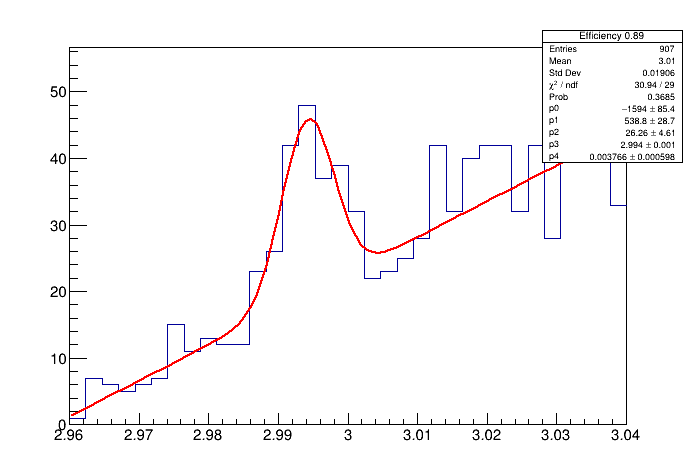 Efficiency 0.89
Entries 907
Mean 3.01
Std Dev 0.01906
χ² / ndf 30.94 / 29
Prob 0.3685
p0 −1594 ± 85.4
p1 538.8 ± 28.7
p2 26.26 ± 4.61
p3 2.994 ± 0.001
p4 0.003766 ± 0.000598
50
40
30
20
10
0
2.96 2.97 2.98 2.99 3 3.01 3.02 3.03 3.04